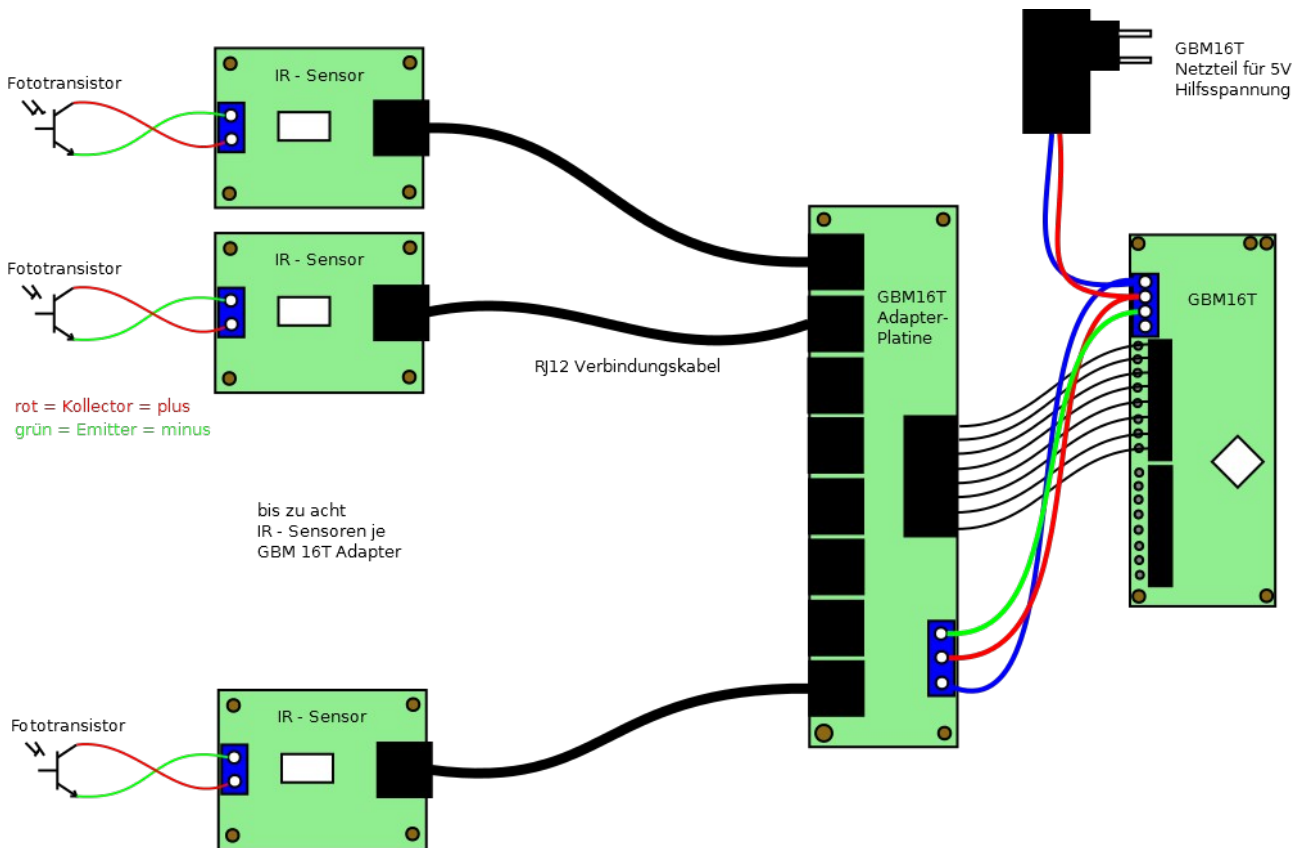 Fototransistor
IR - Sensor
GBM16T
Netzteil für 5V
Hilfsspannung
Fototransistor
IR - Sensor
GBM16T
Adapter-
Platine
GBM16T
RJ12 Verbindungskabel
rot = Kollector = plus
grün = Emitter = minus
bis zu acht
IR - Sensoren je
GBM 16T Adapter
Fototransistor
IR - Sensor